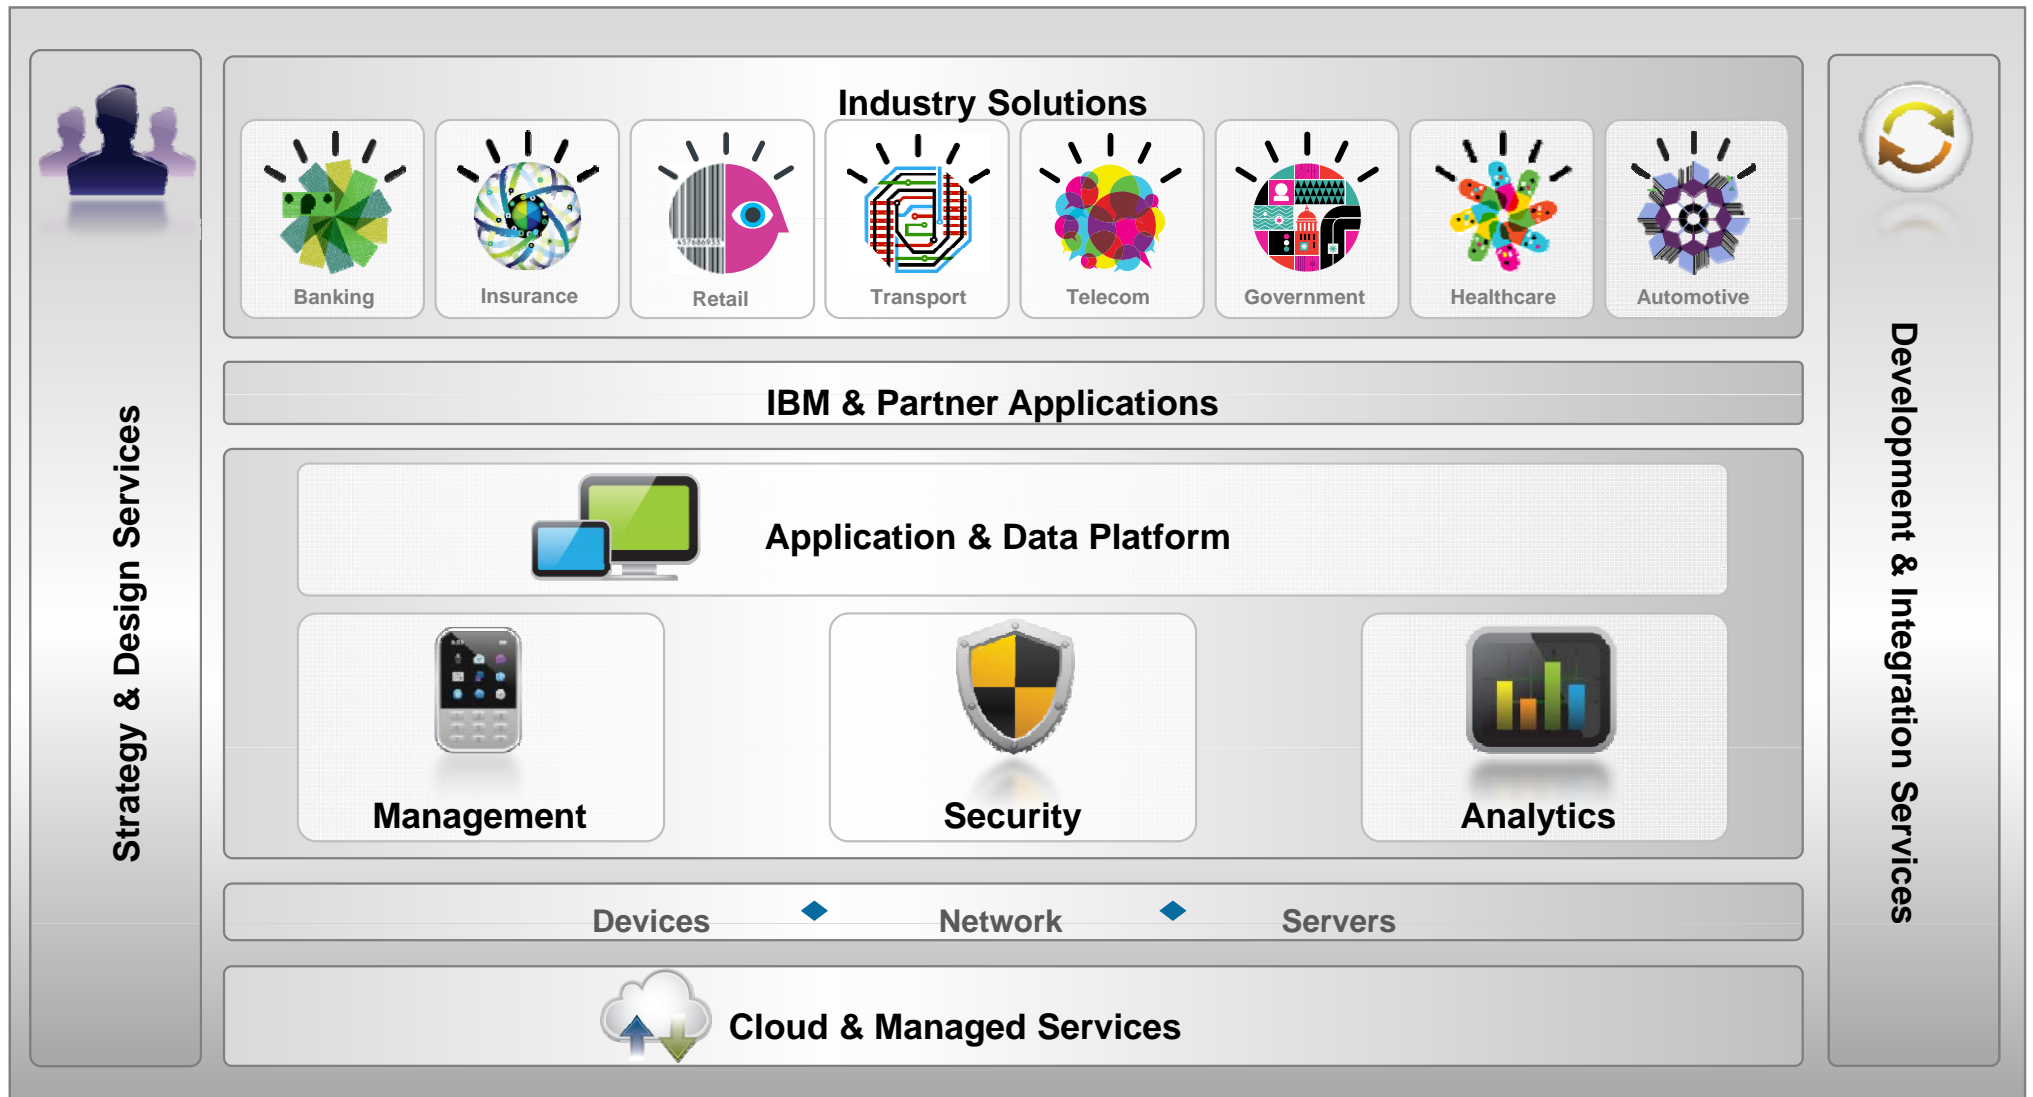 Industry Solutions
Banking
Insurance
457686933
Retail
Transport
Telecom
Government
Healthcare
Automotive
IBM & Partner Applications
Strategy & Design Services
Application & Data Platform
Management
Security
Analytics
Development & Integration Services
Devices
Network
Servers
Cloud & Managed Services